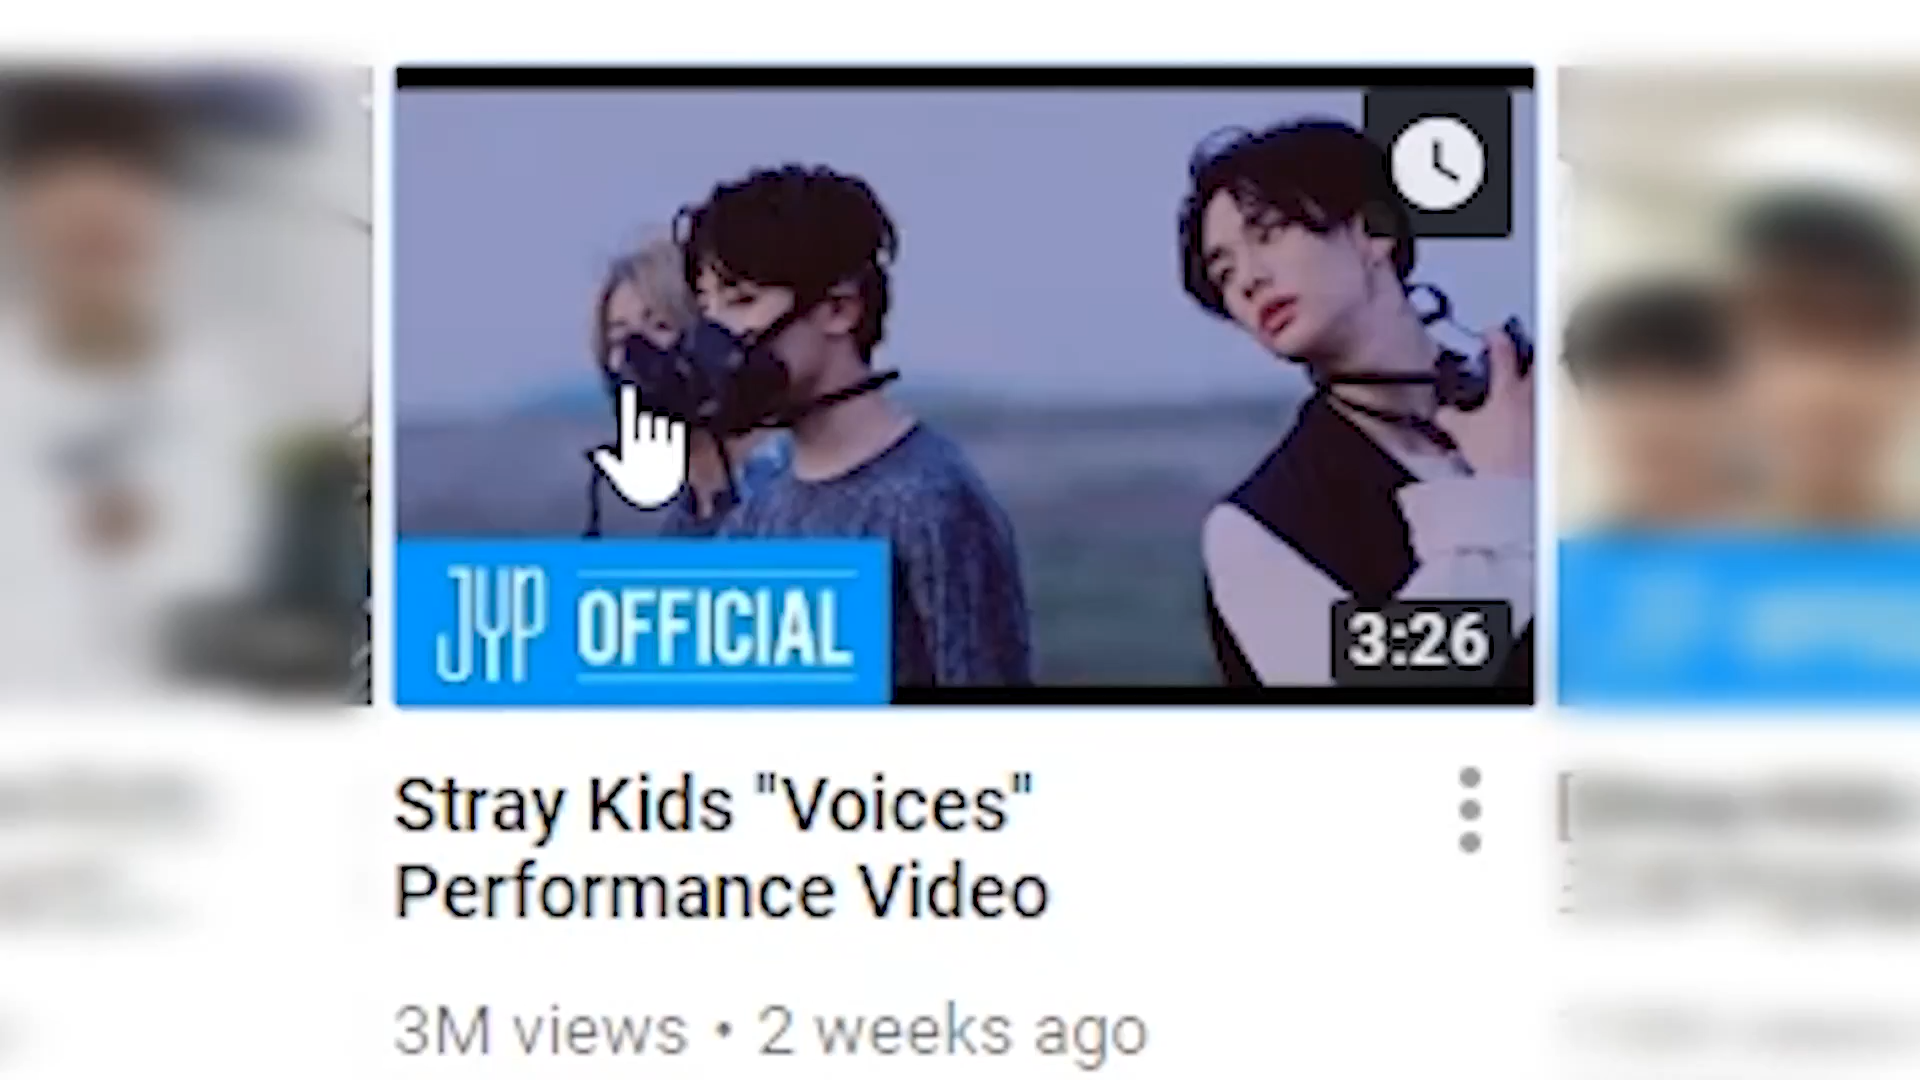 JYP OFFICIAL
3:26
Stray Kids "Voices"
Performance Video
3M views • 2 weeks ago